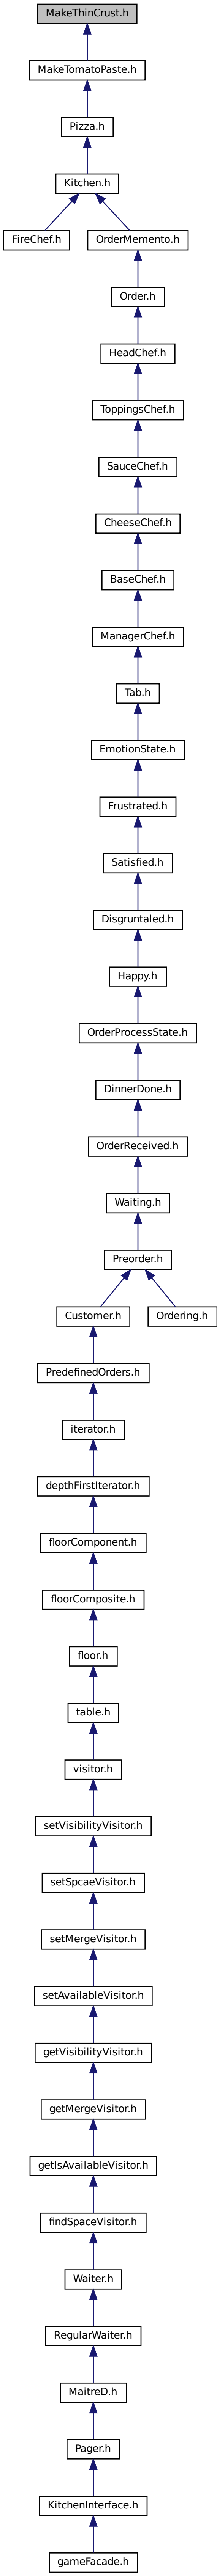 MakeThinCrust.h
MakeTomatoPaste.h
Pizza.h
Kitchen.h
FireChef.h
OrderMemento.h
Order.h
HeadChef.h
ToppingsChef.h
SauceChef.h
CheeseChef.h
BaseChef.h
ManagerChef.h
Tab.h
EmotionState.h
Frustrated.h
Satisfied.h
Disgruntaled.h
Happy.h
OrderProcessState.h
DinnerDone.h
OrderReceived.h
Waiting.h
Preorder.h
Customer.h
Ordering.h
PredefinedOrders.h
iterator.h
depthFirstIterator.h
floorComponent.h
floorComposite.h
floor.h
table.h
visitor.h
setVisibilityVisitor.h
setSpcaeVisitor.h
setMergeVisitor.h
setAvailableVisitor.h
getVisibilityVisitor.h
getMergeVisitor.h
getIsAvailableVisitor.h
findSpaceVisitor.h
Waiter.h
RegularWaiter.h
MaitreD.h
Pager.h
KitchenInterface.h
gameFacade.h